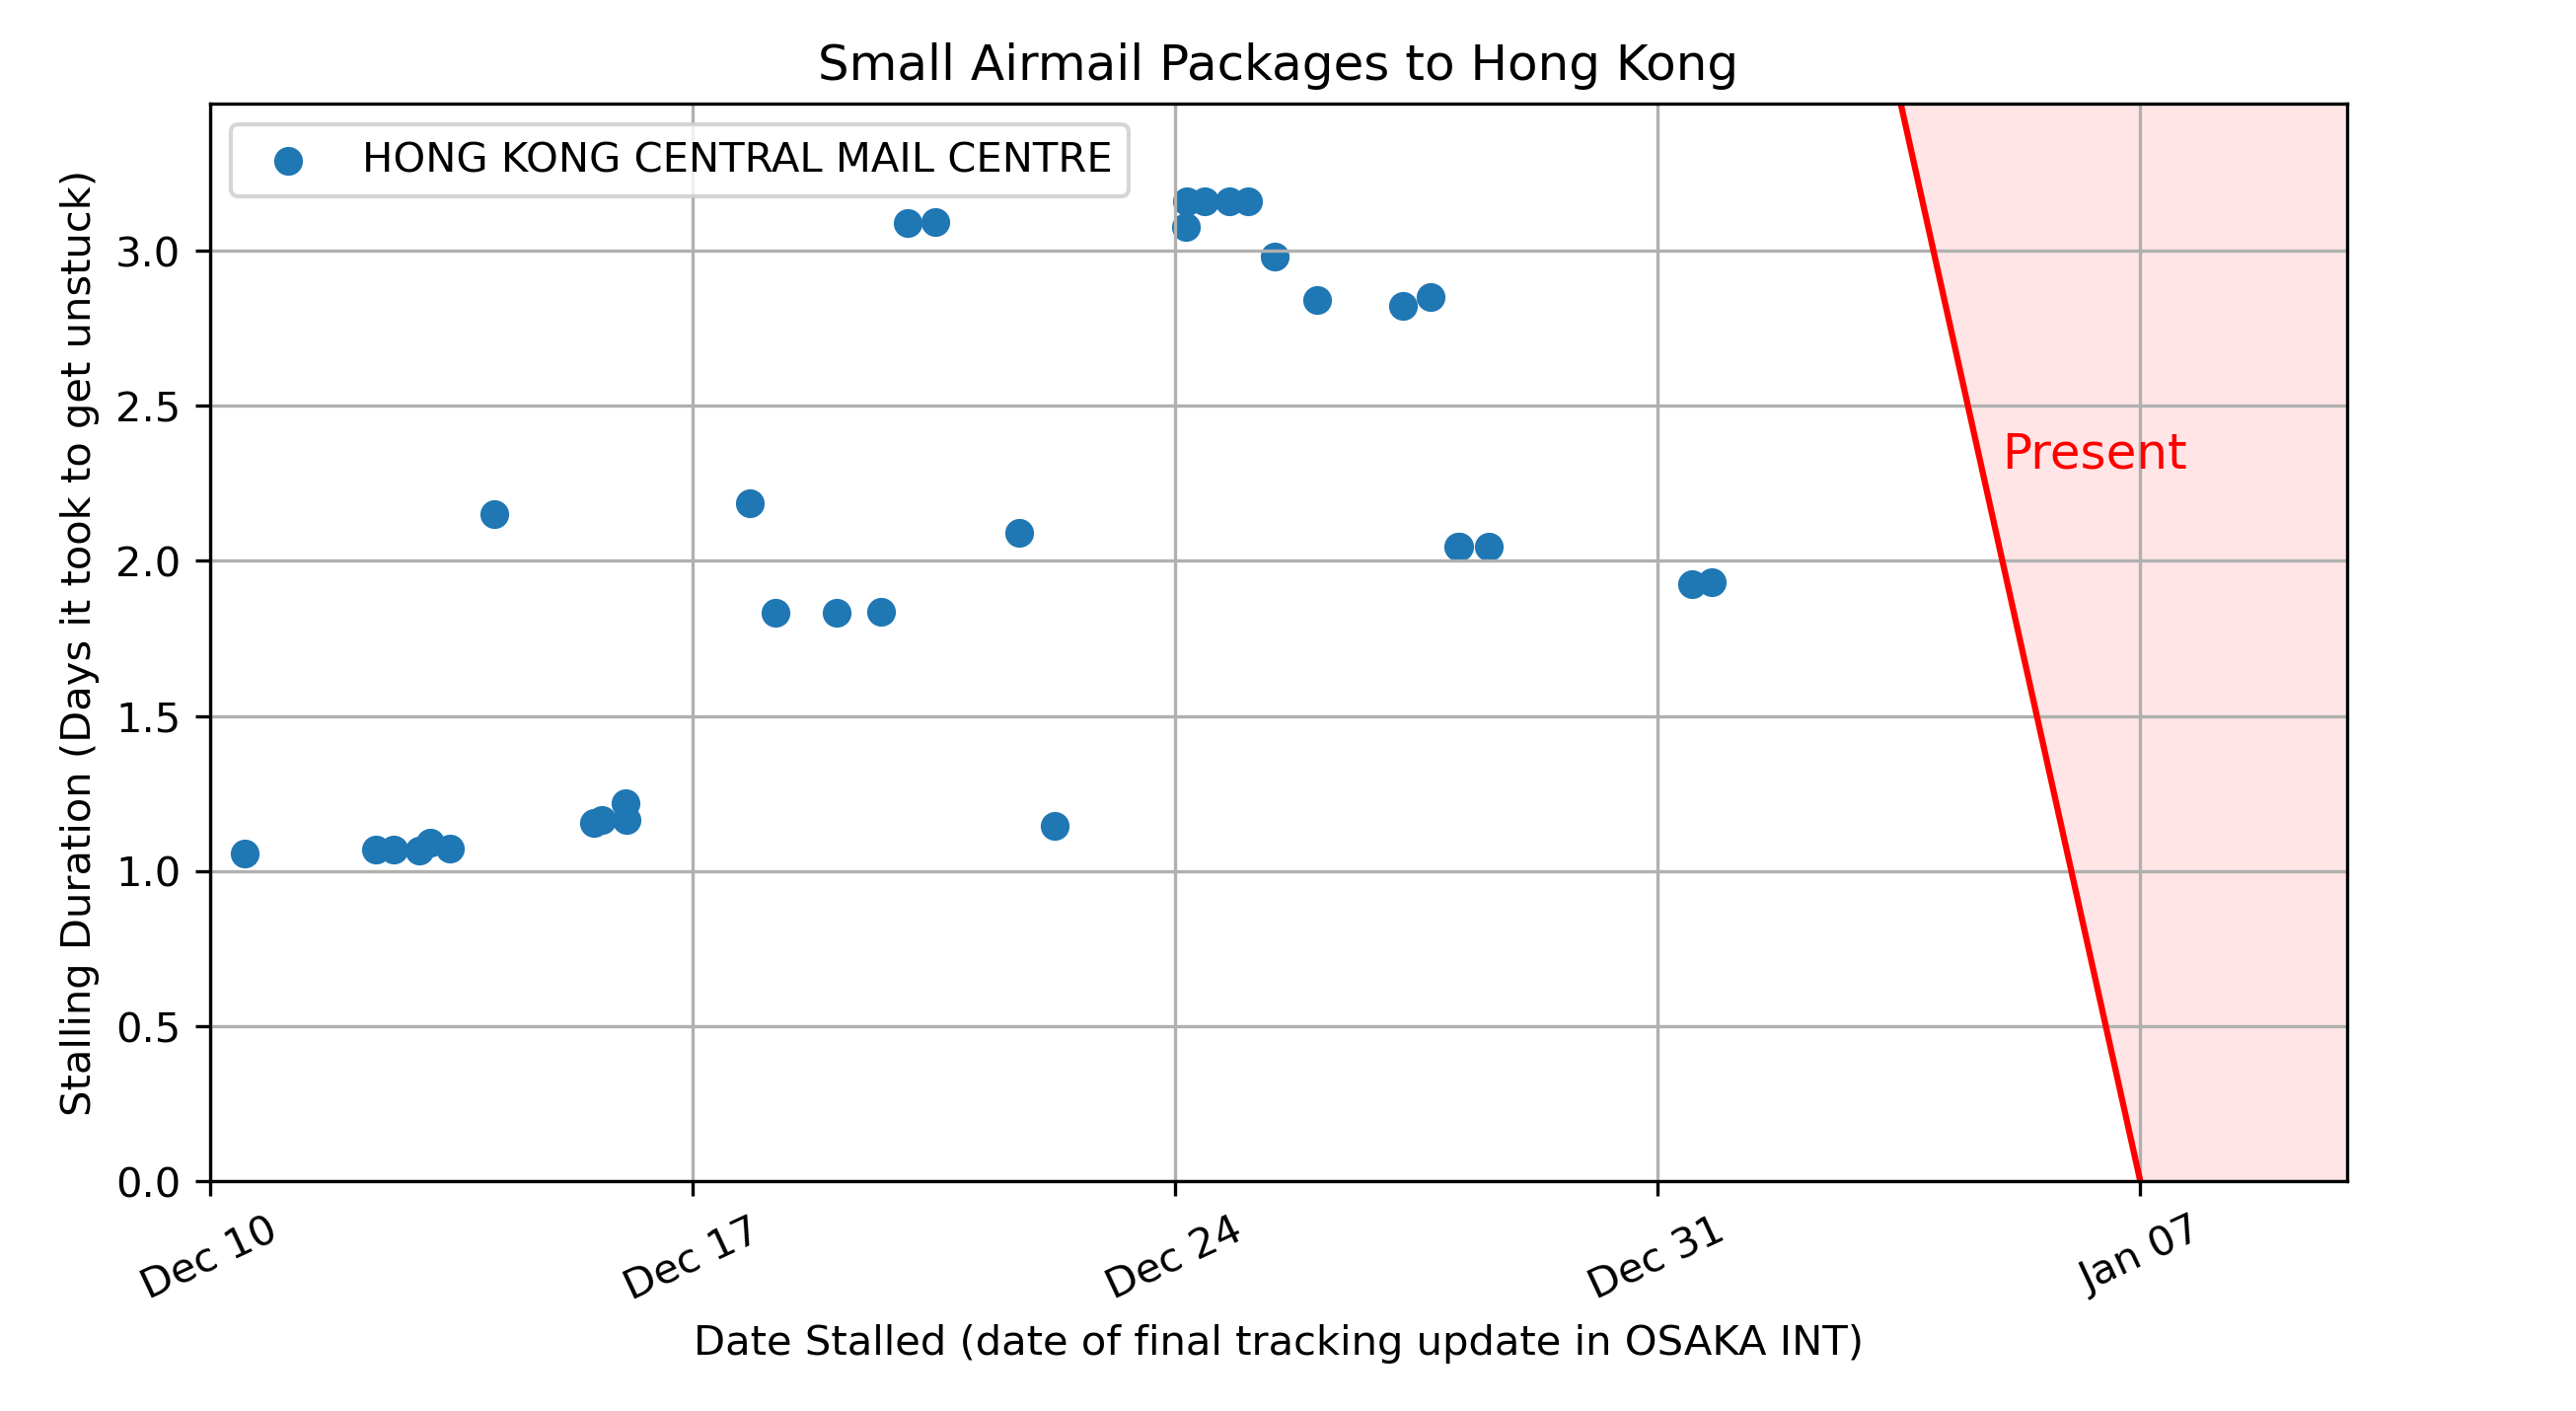 Small Airmail Packages to Hong Kong
HONG KONG CENTRAL MAIL CENTRE
Stalling Duration (Days it took to get unstuck)
3.0
2.5
2.0
1.5
1.0
0.5
0.0
Present
Dec 10
Dec 17
Dec 24
Dec 31
Jan 07
Date Stalled (date of final tracking update in OSAKA INT)